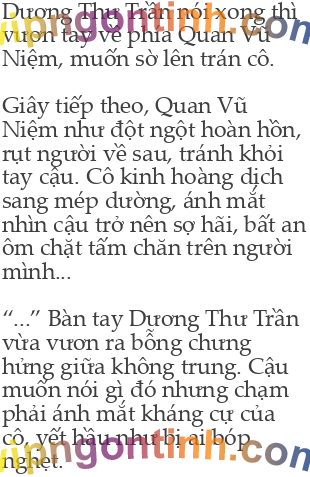 Dương Thư Trần nói xong thì
vươn tay về phía Quan Vũ
Niệm, muốn sờ lên trán cô.
Giây tiếp theo, Quan Vũ
Niệm như đột ngột hoàn hồn,
rụt người về sau, tránh khỏi
tay cậu. Cô kinh hoàng dịch
sang mép dường, ánh mắt
nhìn cậu trở nên sợ hãi, bất an
ôm chặt tấm chăn trên người
mình...
“...” Bàn tay Dương Thư Trần
vừa vươn ra bỗng chưng
hửng giữa không trung. Cậu
muốn nói gì đó nhưng chạm
phải ánh mắt kháng cự của
cô, yết hầu như bị ai bóp
nghẹt.
vipngontinh.com
vipngontinh.com